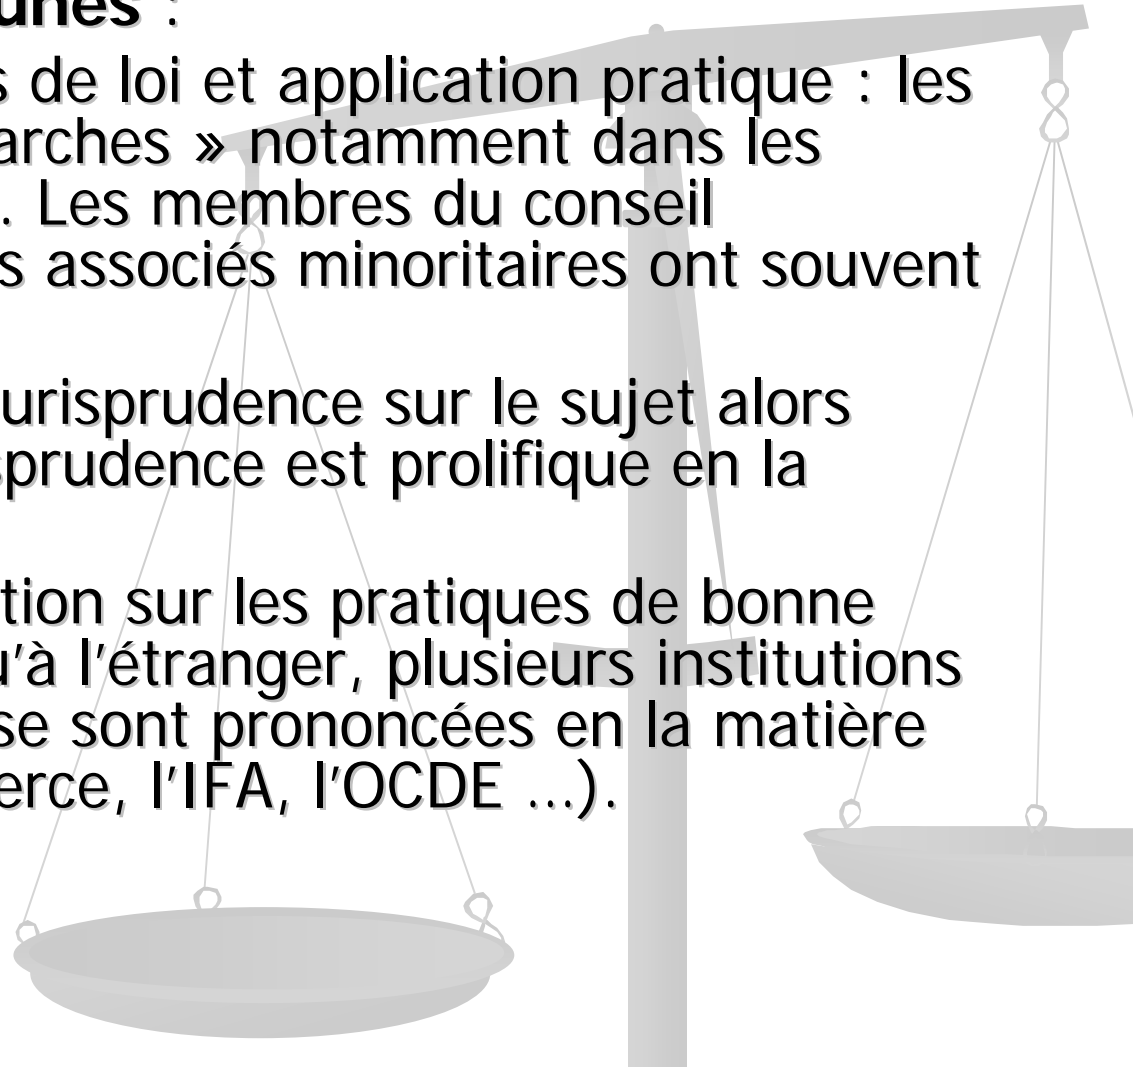 unes :
s de loi et application pratique : les
arches » notamment dans les
. Les membres du conseil
s associés minoritaires ont souvent
urisprudence sur le sujet alors
sprudence est prolifique en la
tion sur les pratiques de bonne
u'à l'étranger, plusieurs institutions
se sont prononcées en la matière
erce, l'IFA, l'OCDE ...).